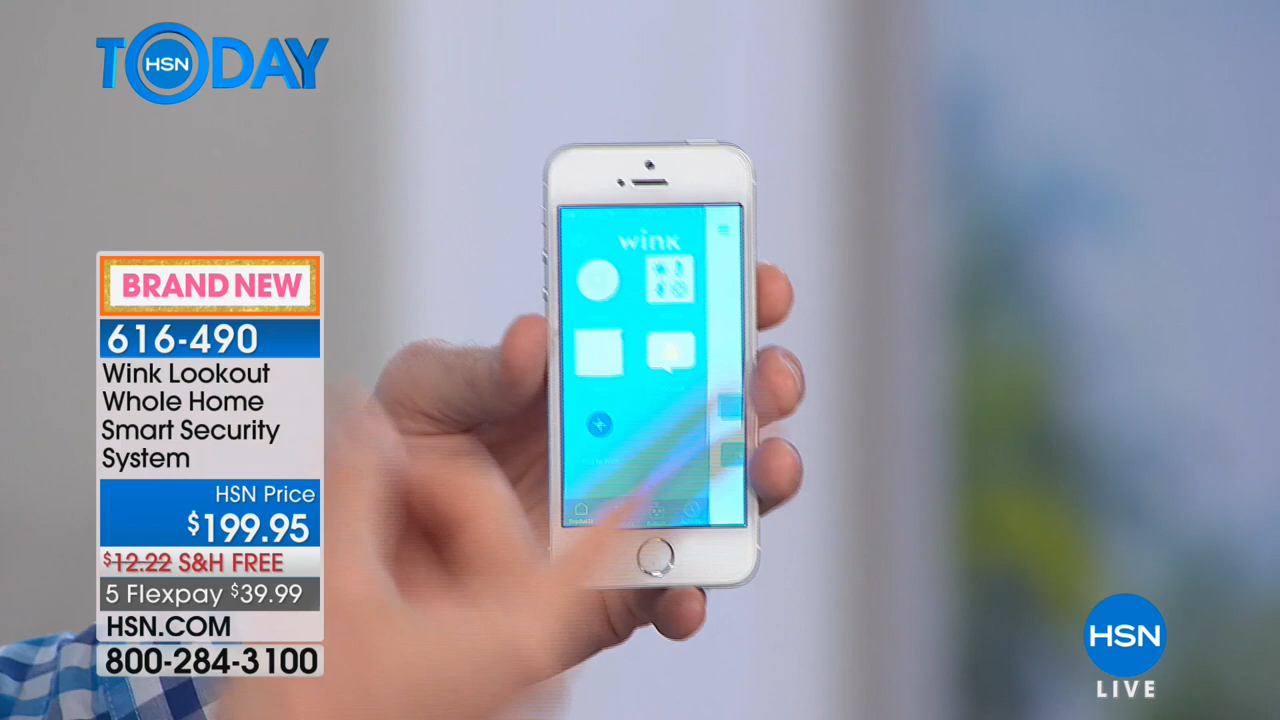 TODAY
HSN
BRAND NEW
616-490
Wink Lookout
Whole Home
Smart Security
System
HSN Price
$199.95
$12.22 S&H FREE
5 Flexpay $39.99
HSN.COM
800-284-3100
wink
Products
HSN
LIVE